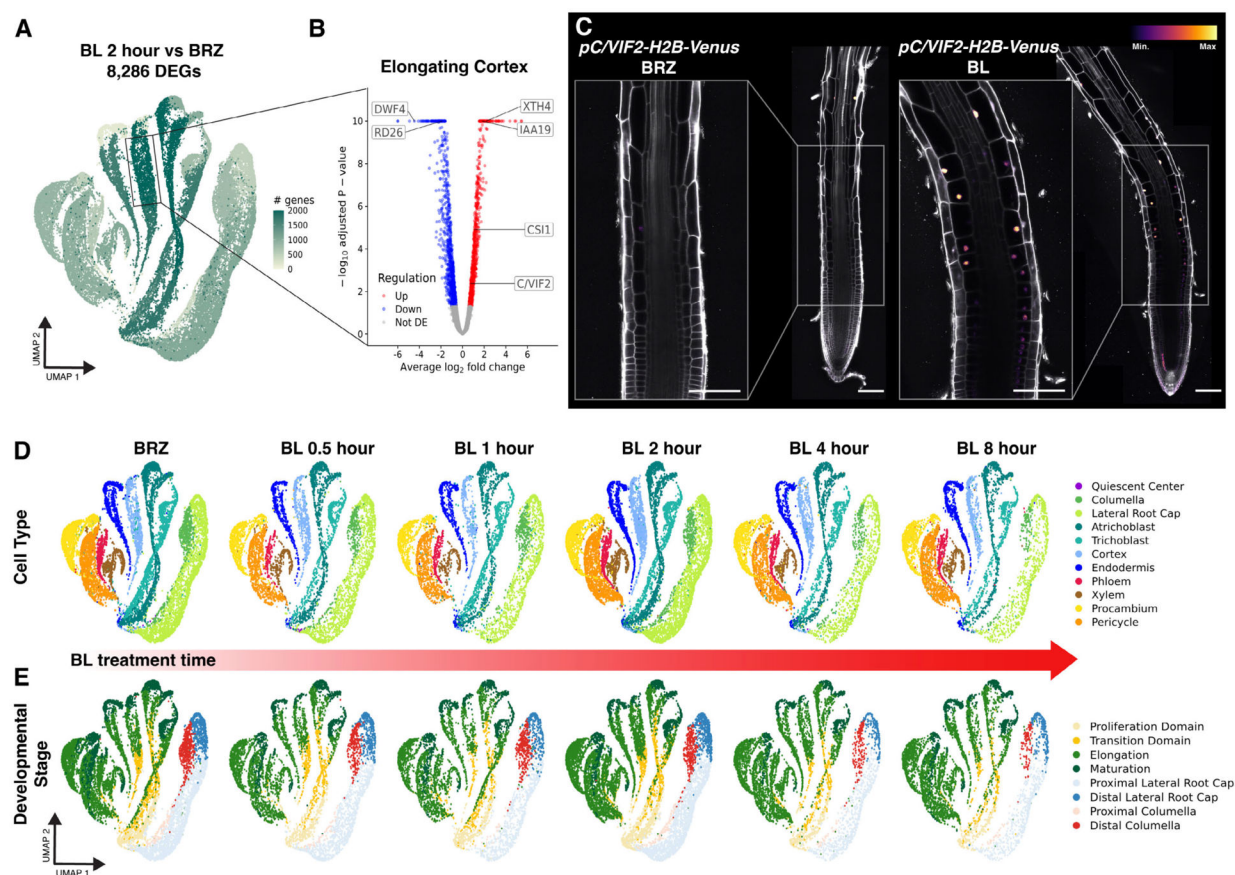 A
BL 2 hour vs BRZ
8,286 DEGs
# genes
2000
1500
1000
500
0
UMAP 2
UMAP 1
B
Elongating Cortex
DWF4
RD26
XTH4
IAA19
CSI1
C/VIF2
Regulation
Up
Down
Not DE
− log10 adjusted P − value
10
8
6
4
2
0
-6 -4 -2 0 2 4 6
Average log2 fold change
C
pC/VIF2-H2B-Venus
BRZ
pC/VIF2-H2B-Venus
BL
Min. Max
D
BRZ BL 0.5 hour BL 1 hour BL 2 hour BL 4 hour BL 8 hour
Cell Type
Quiescent Center
Columella
Lateral Root Cap
Atrichoblast
Trichoblast
Cortex
Endodermis
Phloem
Xylem
Procambium
Pericycle
BL treatment time
E
Developmental
Stage
Proliferation Domain
Transition Domain
Elongation
Maturation
Proximal Lateral Root Cap
Distal Lateral Root Cap
Proximal Columella
Distal Columella
UMAP 2
UMAP 1